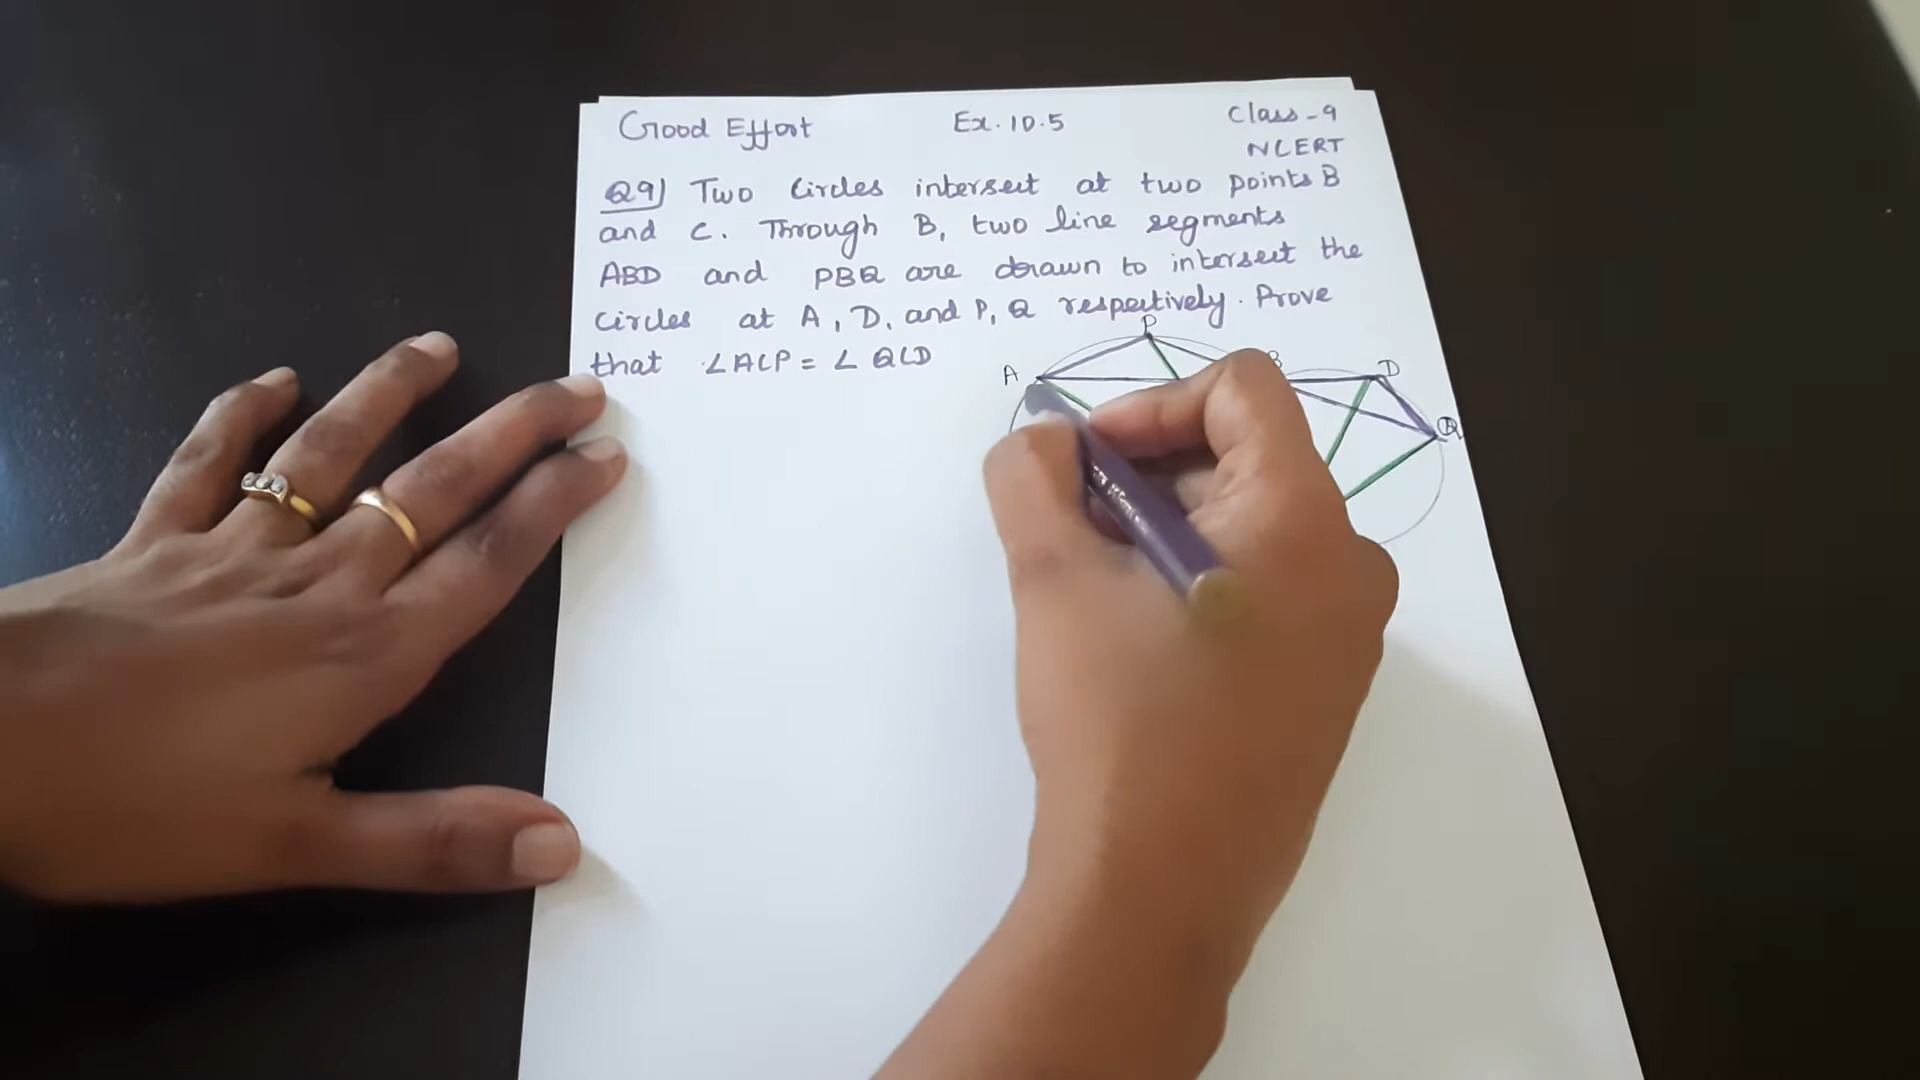 Good Effort Ex. 10.5 Class-9
NCERT
Q9) Two Circles intersect at two points B
and C. Through B, two line segments
ABD and PBQ are drawn to intersect the
Circles at A, D, and P, Q respectively. Prove
that ∠ACP = ∠QCD
P
B
A
D
Q